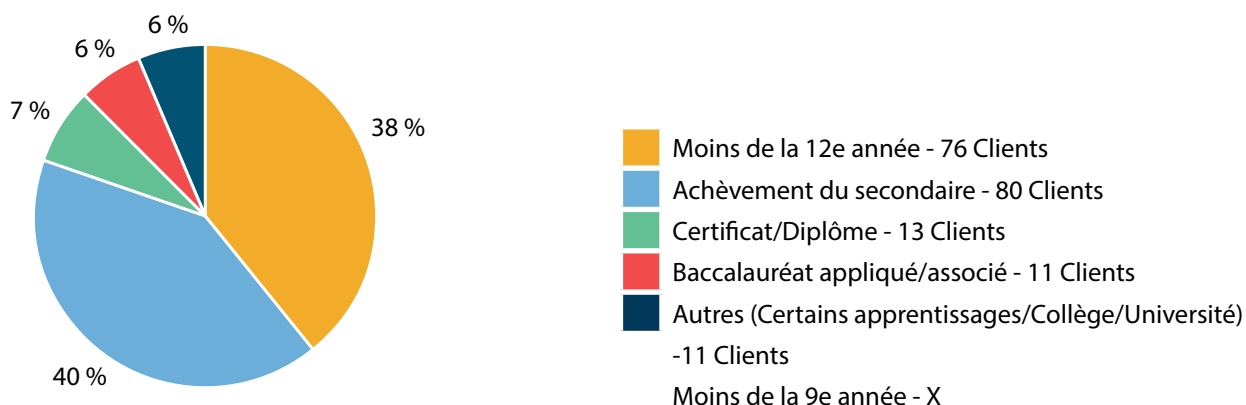 6 %
6 %
7 %
38 %
40 %
Moins de la 12e année - 76 Clients
Achèvement du secondaire - 80 Clients
Certificat/Diplôme - 13 Clients
Baccalauréat appliqué/associé - 11 Clients
Autres (Certains apprentissages/Collège/Université)
-11 Clients
Moins de la 9e année - X